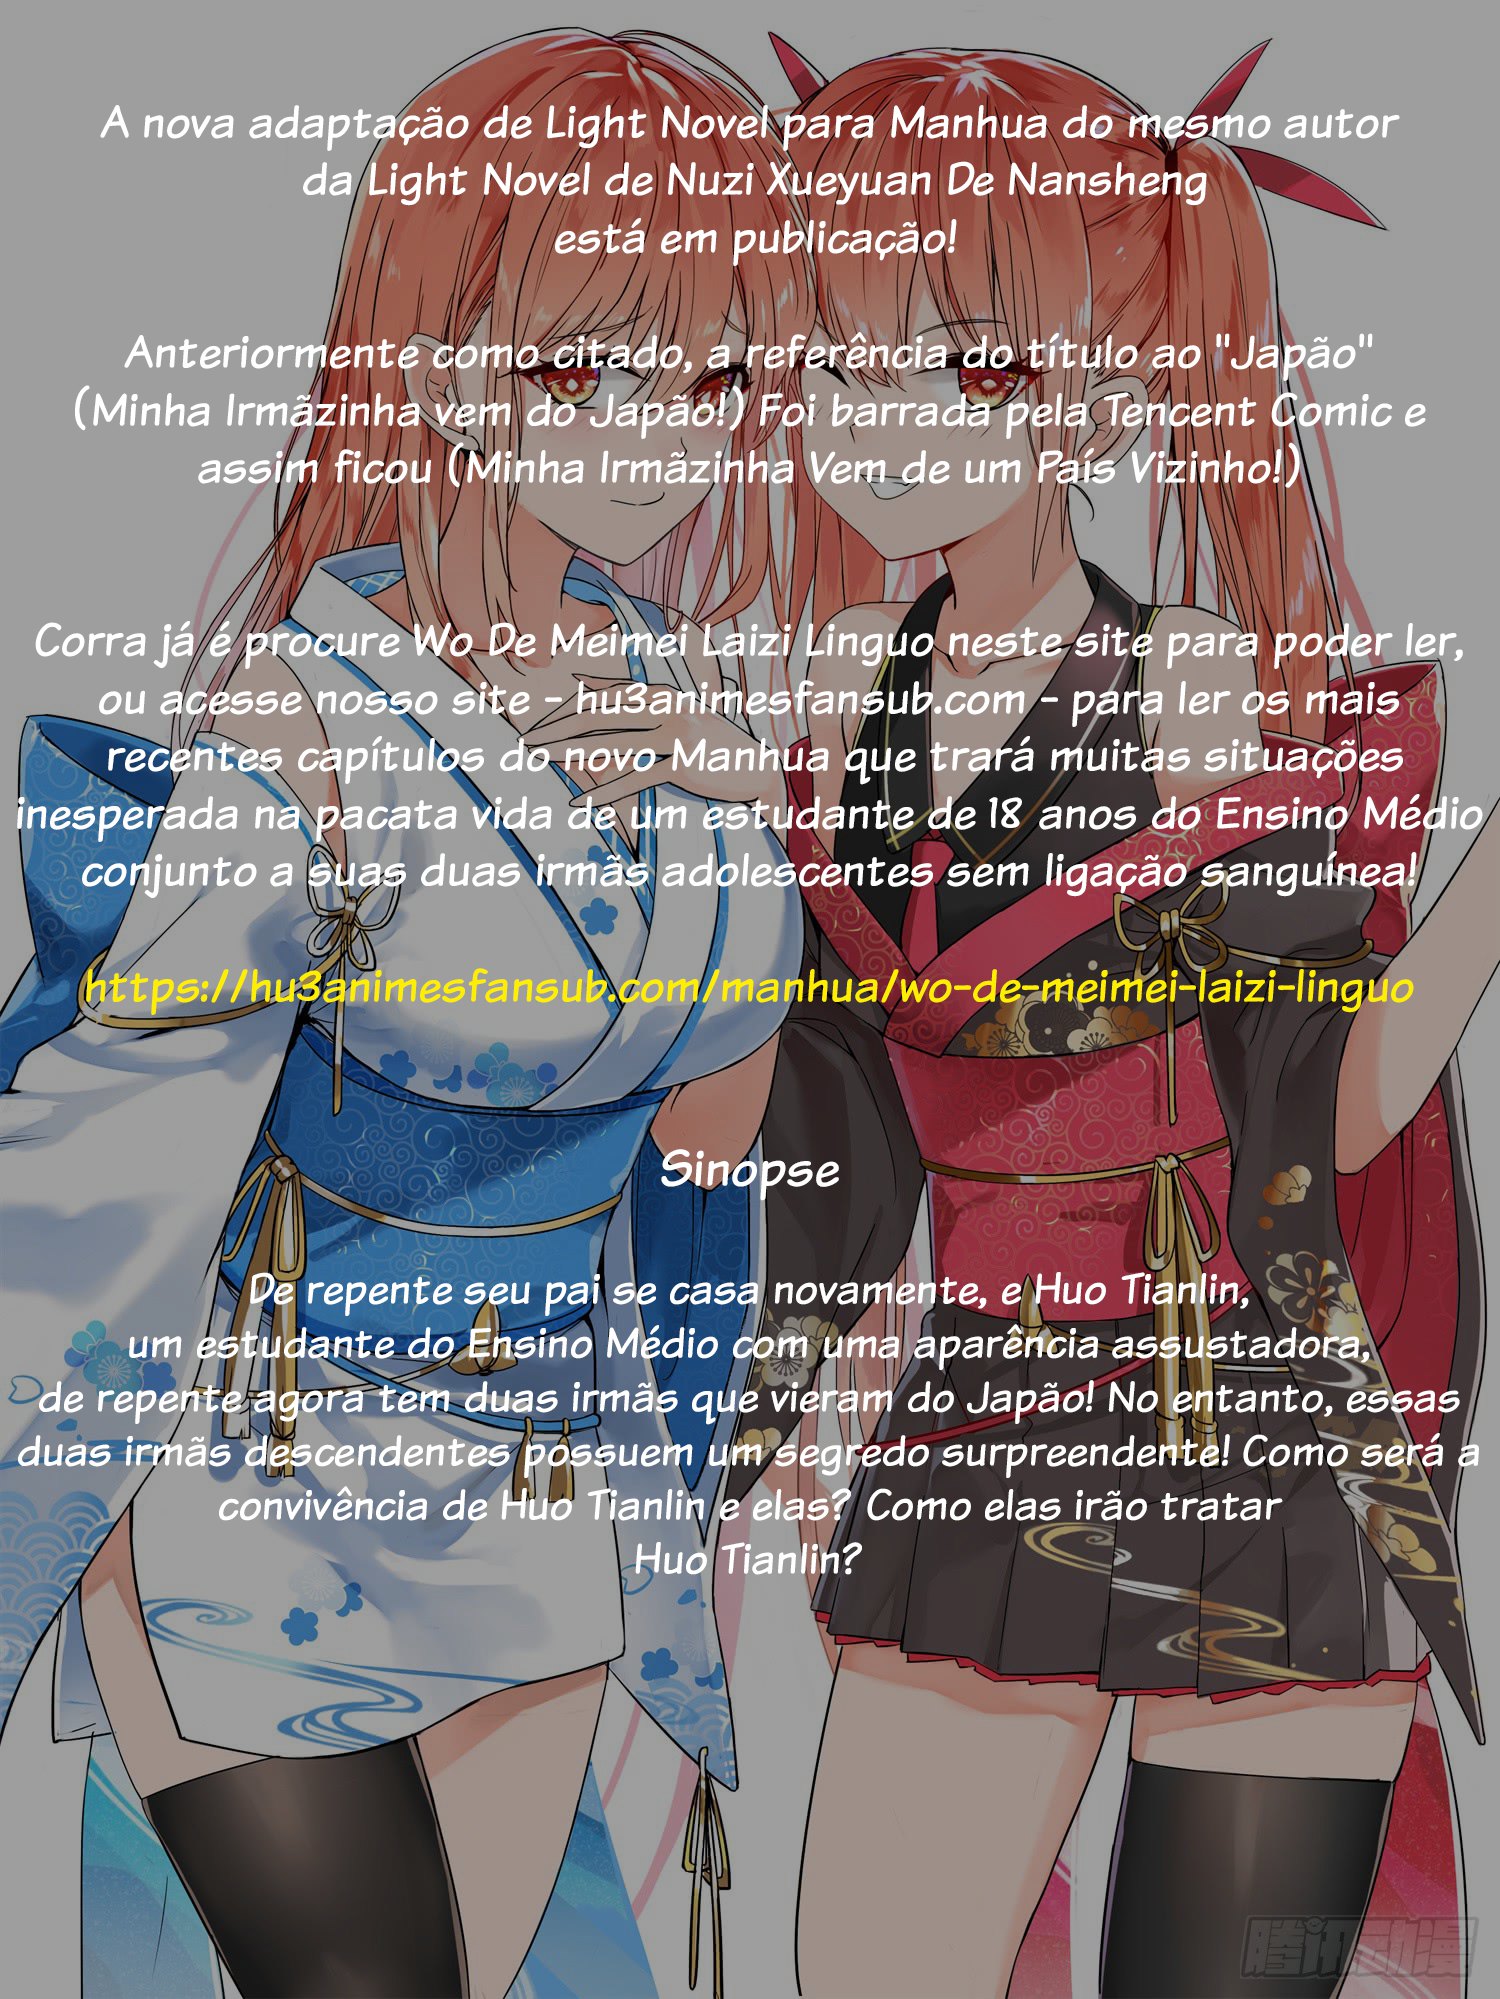 A nova adaptação de Light Novel para Manhua do mesmo autor
da Light Novel de Nuzi Xueyuan De Nansheng
está em publicação!
Anteriormente como citado, a referência do título ao "Japão"
(Minha Irmãzinha vem do Japão!) Foi barrada pela Tencent Comic e
assim ficou (Minha Irmãzinha Vem de um País Vizinho!)
Corra já é procure Wo De Meimei Laizi Linguo neste site para poder ler,
ou acesse nosso site - hu3animesfansub.com - para ler os mais
recentes capítulos do novo Manhua que trará muitas situações
inesperada na pacata vida de um estudante de 18 anos do Ensino Médio
conjunto a suas duas irmãs adolescentes sem ligação sanguínea!
https://hu3animesfansub.com/manhua/wo-de-meimei-laizi-linguo
Sinopse
De repente seu pai se casa novamente, e Huo Tianlin,
um estudante do Ensino Médio com uma aparência assustadora,
de repente agora tem duas irmãs que vieram do Japão! No entanto, essas
duas irmãs descendentes possuem um segredo surpreendente! Como será a
convivência de Huo Tianlin e elas? Como elas irão tratar
Huo Tianlin?
腾讯动漫